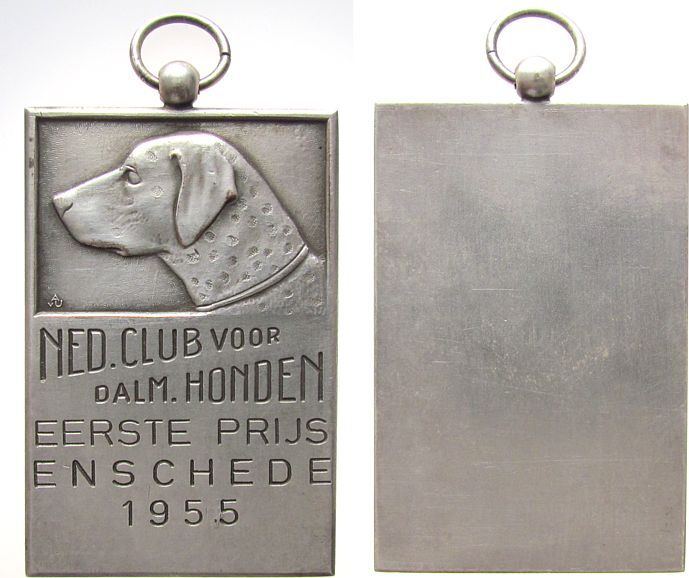 NED. CLUB VOOR
DALM. HONDEN
EERSTE PRIJS
ENSCHEDE
1955